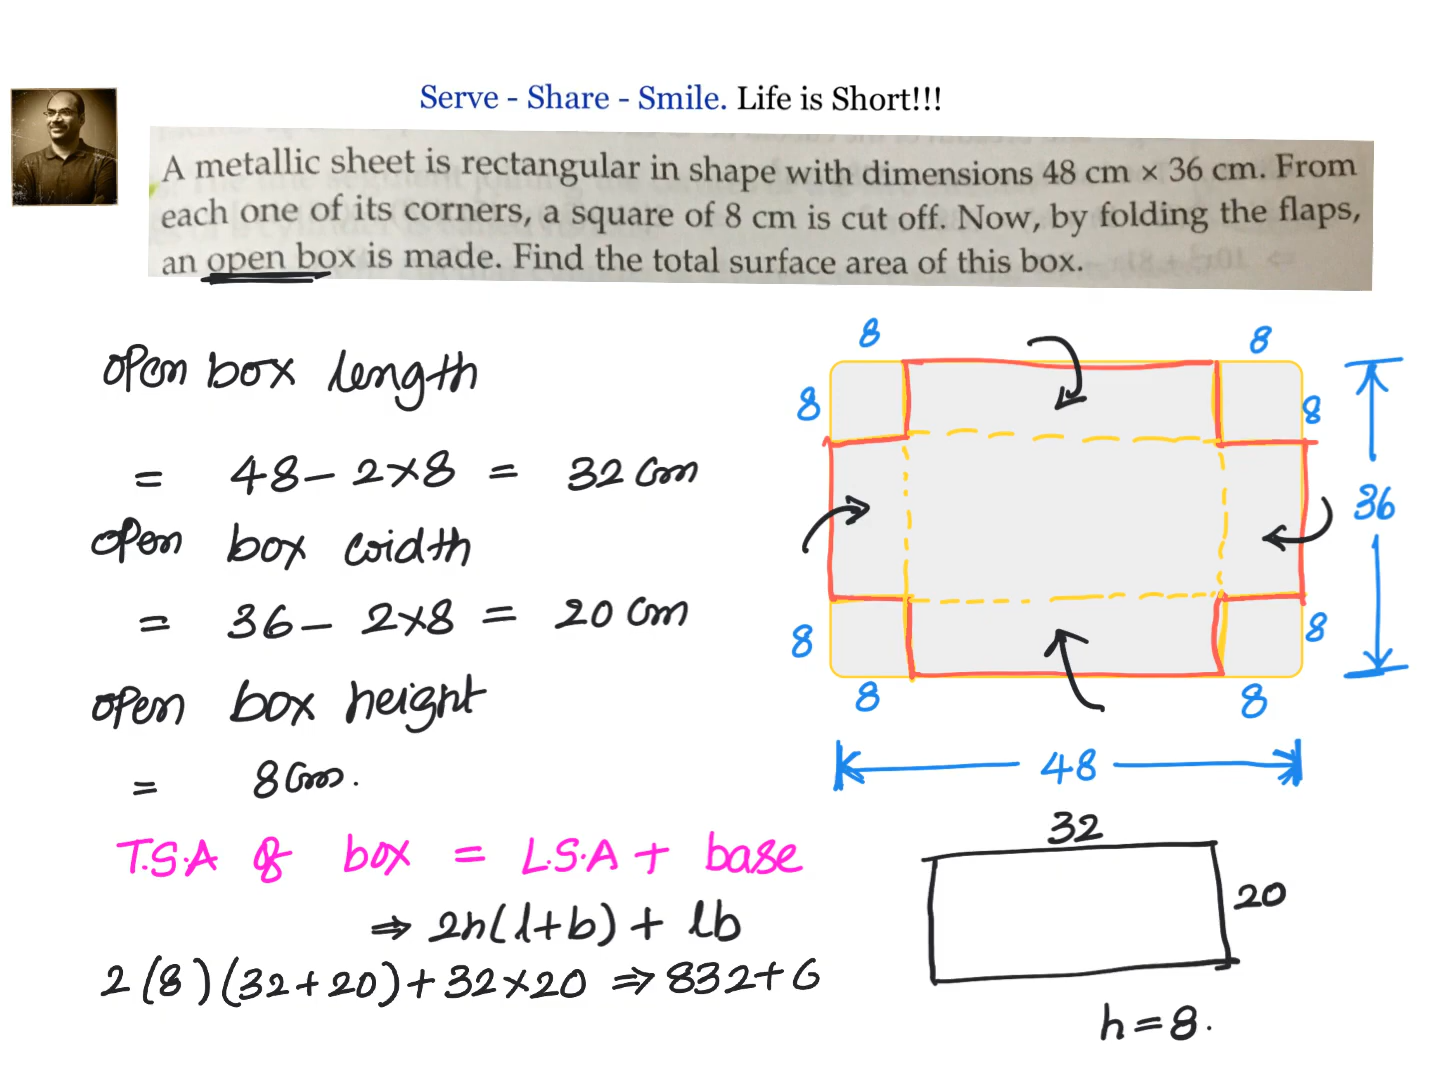 Serve - Share - Smile. Life is Short!!!
A metallic sheet is rectangular in shape with dimensions 48 cm × 36 cm. From
each one of its corners, a square of 8 cm is cut off. Now, by folding the flaps,
an open box is made. Find the total surface area of this box.
open box length
= 48 - 2×8 = 32 cm
open box width
= 36 - 2×8 = 20 cm
open box height
= 8 cm.
T.S.A of box = L.S.A + base
⇒ 2h(l+b) + lb
2(8)(32+20)+32×20 ⇒ 832+6
8
8
8
8
36
8
8
8
8
48
32
20
h=8.